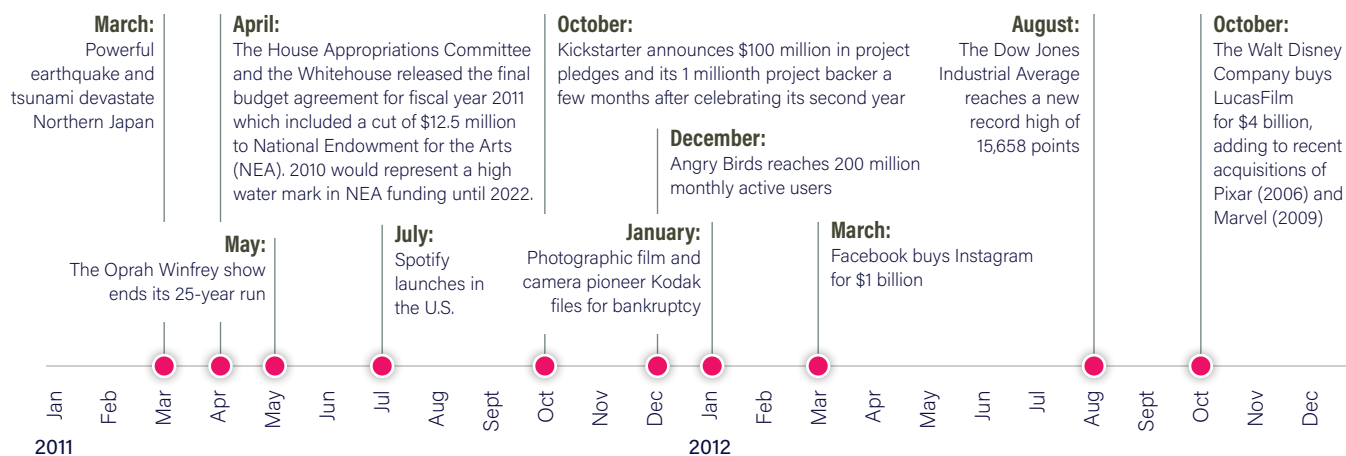 March:
Powerful
earthquake and
tsunami devastate
Northern Japan
April:
The House Appropriations Committee
and the Whitehouse released the final
budget agreement for fiscal year 2011
which included a cut of $12.5 million
to National Endowment for the Arts
(NEA). 2010 would represent a high
water mark in NEA funding until 2022.
May:
The Oprah Winfrey show
ends its 25-year run
July:
Spotify
launches in
the U.S.
October:
Kickstarter announces $100 million in project
pledges and its 1 millionth project backer a
few months after celebrating its second year
December:
Angry Birds reaches 200 million
monthly active users
January:
Photographic film and
camera pioneer Kodak
files for bankruptcy
March:
Facebook buys Instagram
for $1 billion
August:
The Dow Jones
Industrial Average
reaches a new
record high of
15,658 points
October:
The Walt Disney
Company buys
LucasFilm
for $4 billion,
adding to recent
acquisitions of
Pixar (2006) and
Marvel (2009)
Jan
Feb
Mar
Apr
May
Jun
Jul
Aug
Sept
Oct
Nov
Dec
Jan
Feb
Mar
Apr
May
Jun
Jul
Aug
Sept
Oct
Nov
Dec
2011
2012